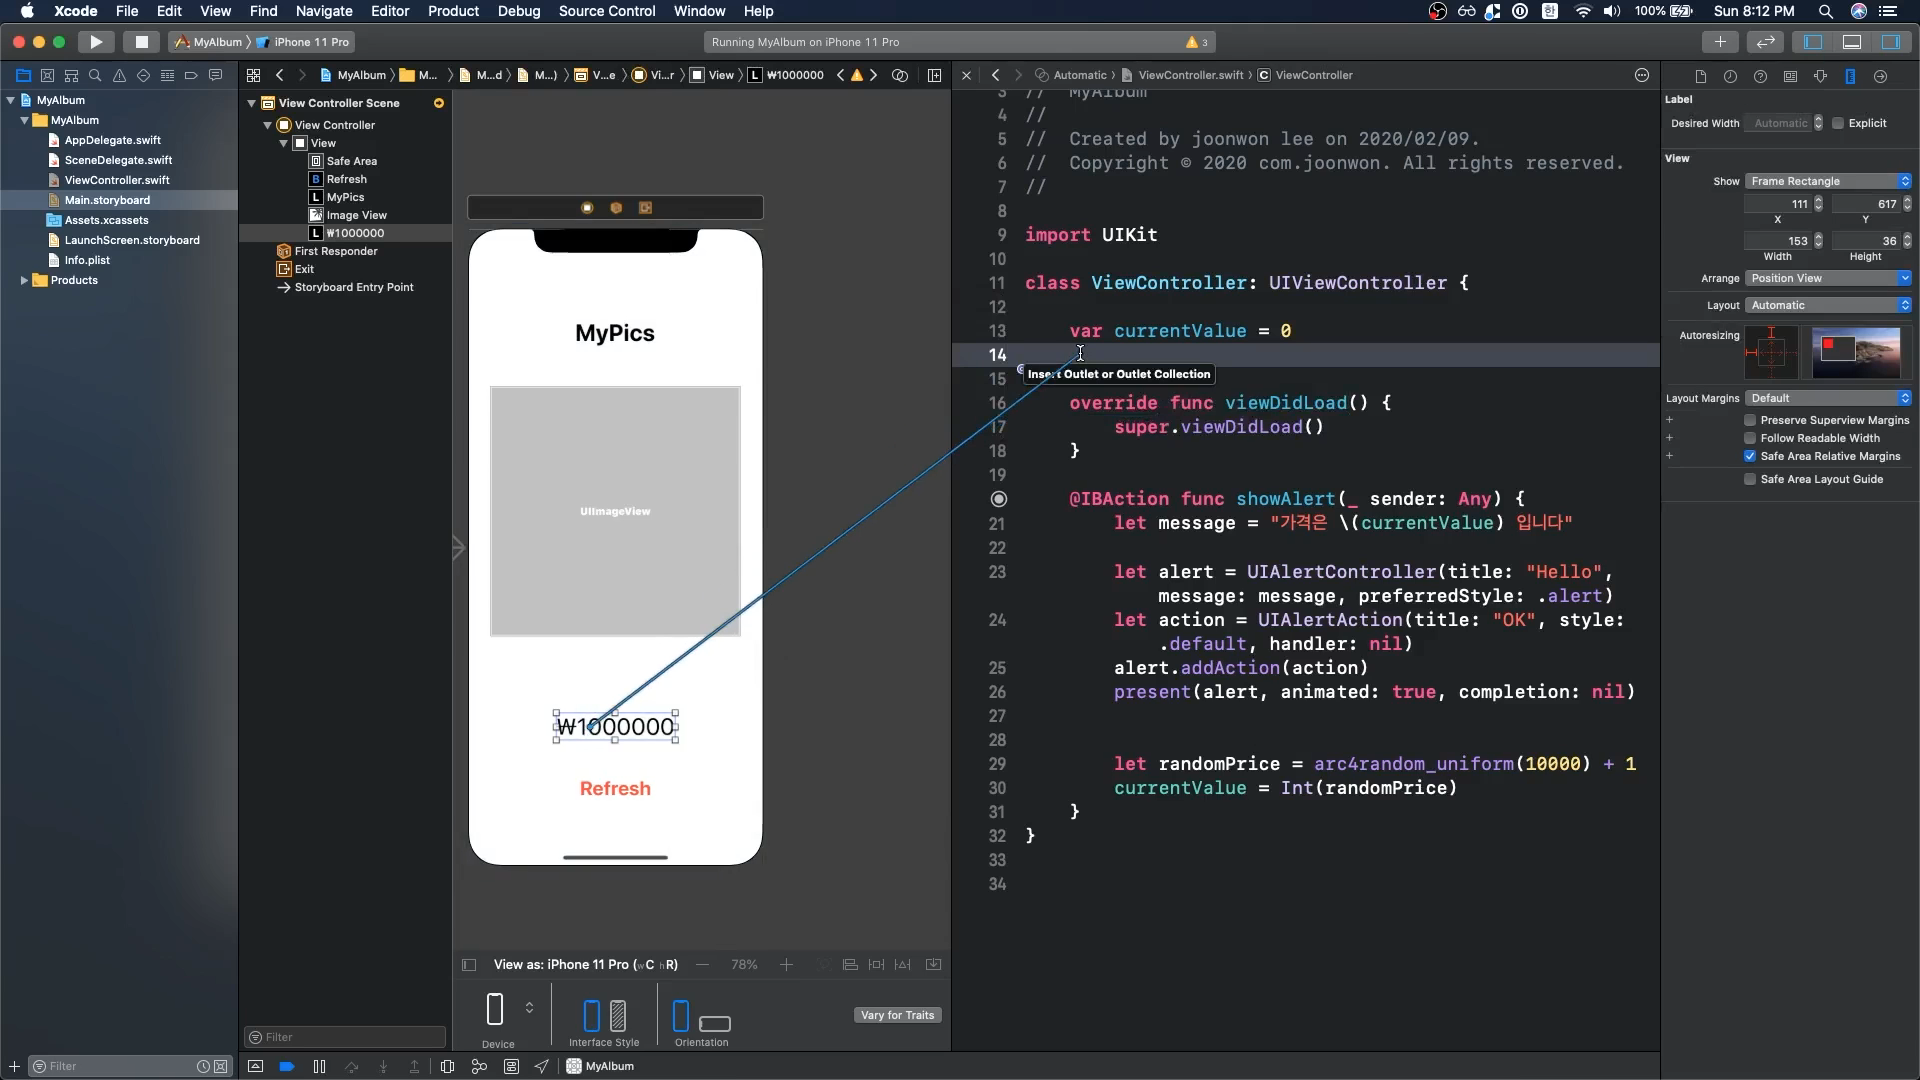 Xcode File Edit View Find Navigate Editor Product Debug Source Control Window Help
100% Sun 8:12 PM
MyAlbum iPhone 11 Pro
Running MyAlbum on iPhone 11 Pro
3
MyAlbum
MyAlbum
AppDelegate.swift
SceneDelegate.swift
ViewController.swift
Main.storyboard
Assets.xcassets
LaunchScreen.storyboard
Info.plist
Products
Filter
MyAlbum M... M...d M...) V...e Vi...r View L ₩1000000
View Controller Scene
View Controller
View
Safe Area
B Refresh
L MyPics
Image View
L ₩1000000
First Responder
Exit
Storyboard Entry Point
Filter
MyPics
UIImageView
₩1000000
Refresh
View as: iPhone 11 Pro (wC hR) 78%
Device
Interface Style
Orientation
Vary for Traits
MyAlbum
Automatic ViewController.swift C ViewController
3 // MyAlbum
4 //
5 // Created by joonwon lee on 2020/02/09.
6 // Copyright © 2020 com.joonwon. All rights reserved.
7 //
8
9 import UIKit
10
11 class ViewController: UIViewController {
12
13 var currentValue = 0
14
Insert Outlet or Outlet Collection
15
16 override func viewDidLoad() {
17 super.viewDidLoad()
18 }
19
@IBAction func showAlert(_ sender: Any) {
21 let message = "가격은 \(currentValue) 입니다"
22
23 let alert = UIAlertController(title: "Hello",
message: message, preferredStyle: .alert)
24 let action = UIAlertAction(title: "OK", style:
.default, handler: nil)
25 alert.addAction(action)
26 present(alert, animated: true, completion: nil)
27
28
29 let randomPrice = arc4random_uniform(10000) + 1
30 currentValue = Int(randomPrice)
31 }
32 }
33
34
Label
Desired Width Automatic Explicit
View
Show Frame Rectangle
111 617
X Y
153 36
Width Height
Arrange Position View
Layout Automatic
Autoresizing
Layout Margins Default
Preserve Superview Margins
Follow Readable Width
Safe Area Relative Margins
Safe Area Layout Guide